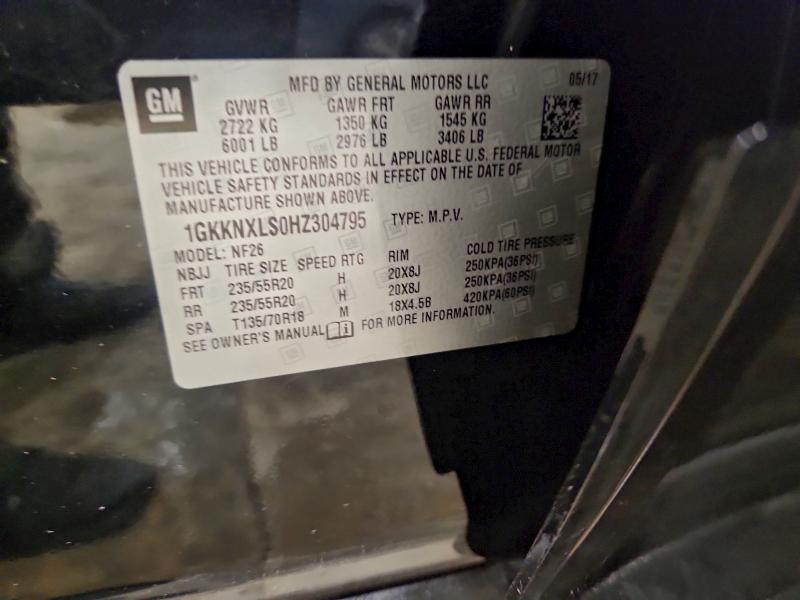 GM
MFD BY GENERAL MOTORS LLC 05/17
GVWR GAWR FRT GAWR RR
2722 KG 1350 KG 1545 KG
6001 LB 2976 LB 3406 LB
THIS VEHICLE CONFORMS TO ALL APPLICABLE U.S. FEDERAL MOTOR
VEHICLE SAFETY STANDARDS IN EFFECT ON THE DATE OF
MANUFACTURE SHOWN ABOVE.
1GKKNXLS0HZ304795 TYPE: M.P.V.
MODEL: NF26
NBJJ TIRE SIZE SPEED RTG RIM COLD TIRE PRESSURE
FRT 235/55R20 H 20X8J 250KPA(36PSI)
RR 235/55R20 H 20X8J 250KPA(36PSI)
SPA T135/70R18 M 18X4.5B 420KPA(60PSI)
SEE OWNER'S MANUAL FOR MORE INFORMATION.